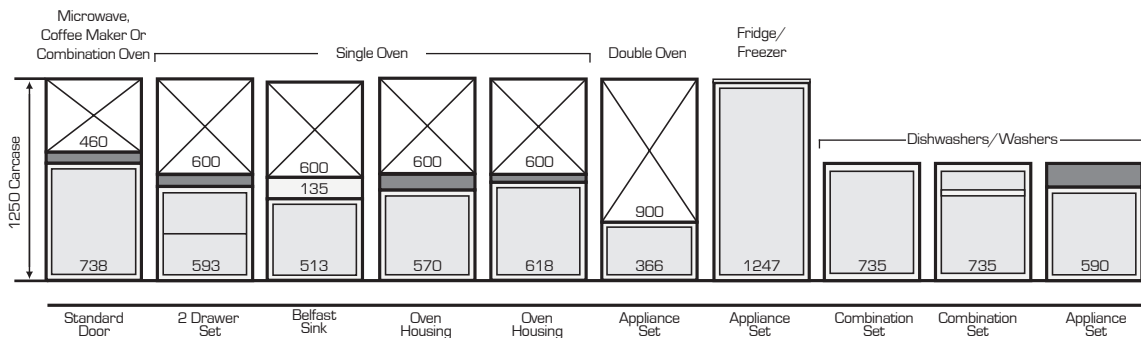 Microwave,
Coffee Maker Or
Combination Oven
Single Oven
Double Oven
Fridge/
Freezer
Dishwashers/Washers
1250 Carcase
460
738
600
593
600
135
513
600
570
600
618
900
366
1247
735
735
590
Standard
Door
2 Drawer
Set
Belfast
Sink
Oven
Housing
Oven
Housing
Appliance
Set
Appliance
Set
Combination
Set
Combination
Set
Appliance
Set